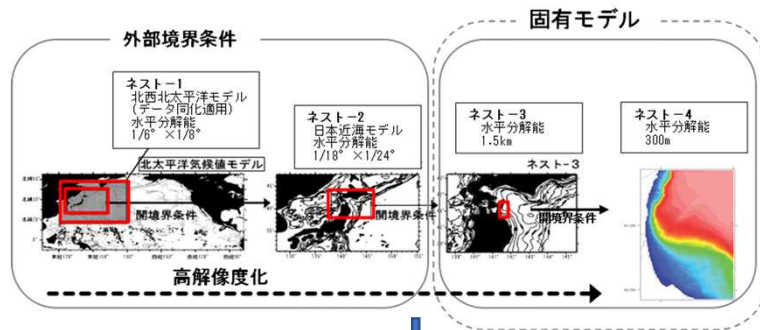 固有モデル
外部境界条件
ネストー1
北西北太平洋モデル
(データ同化適用)
水平分解能
1/6° ×1/8°
ネストー2
日本近海モデル
水平分解能
1/18° ×1/24°
ネストー3
水平分解能
1.5km
ネストー4
水平分解能
300m
北太平洋気候値モデル
ネストー3
開境界条件
開境界条件
開境界条件
高解像度化